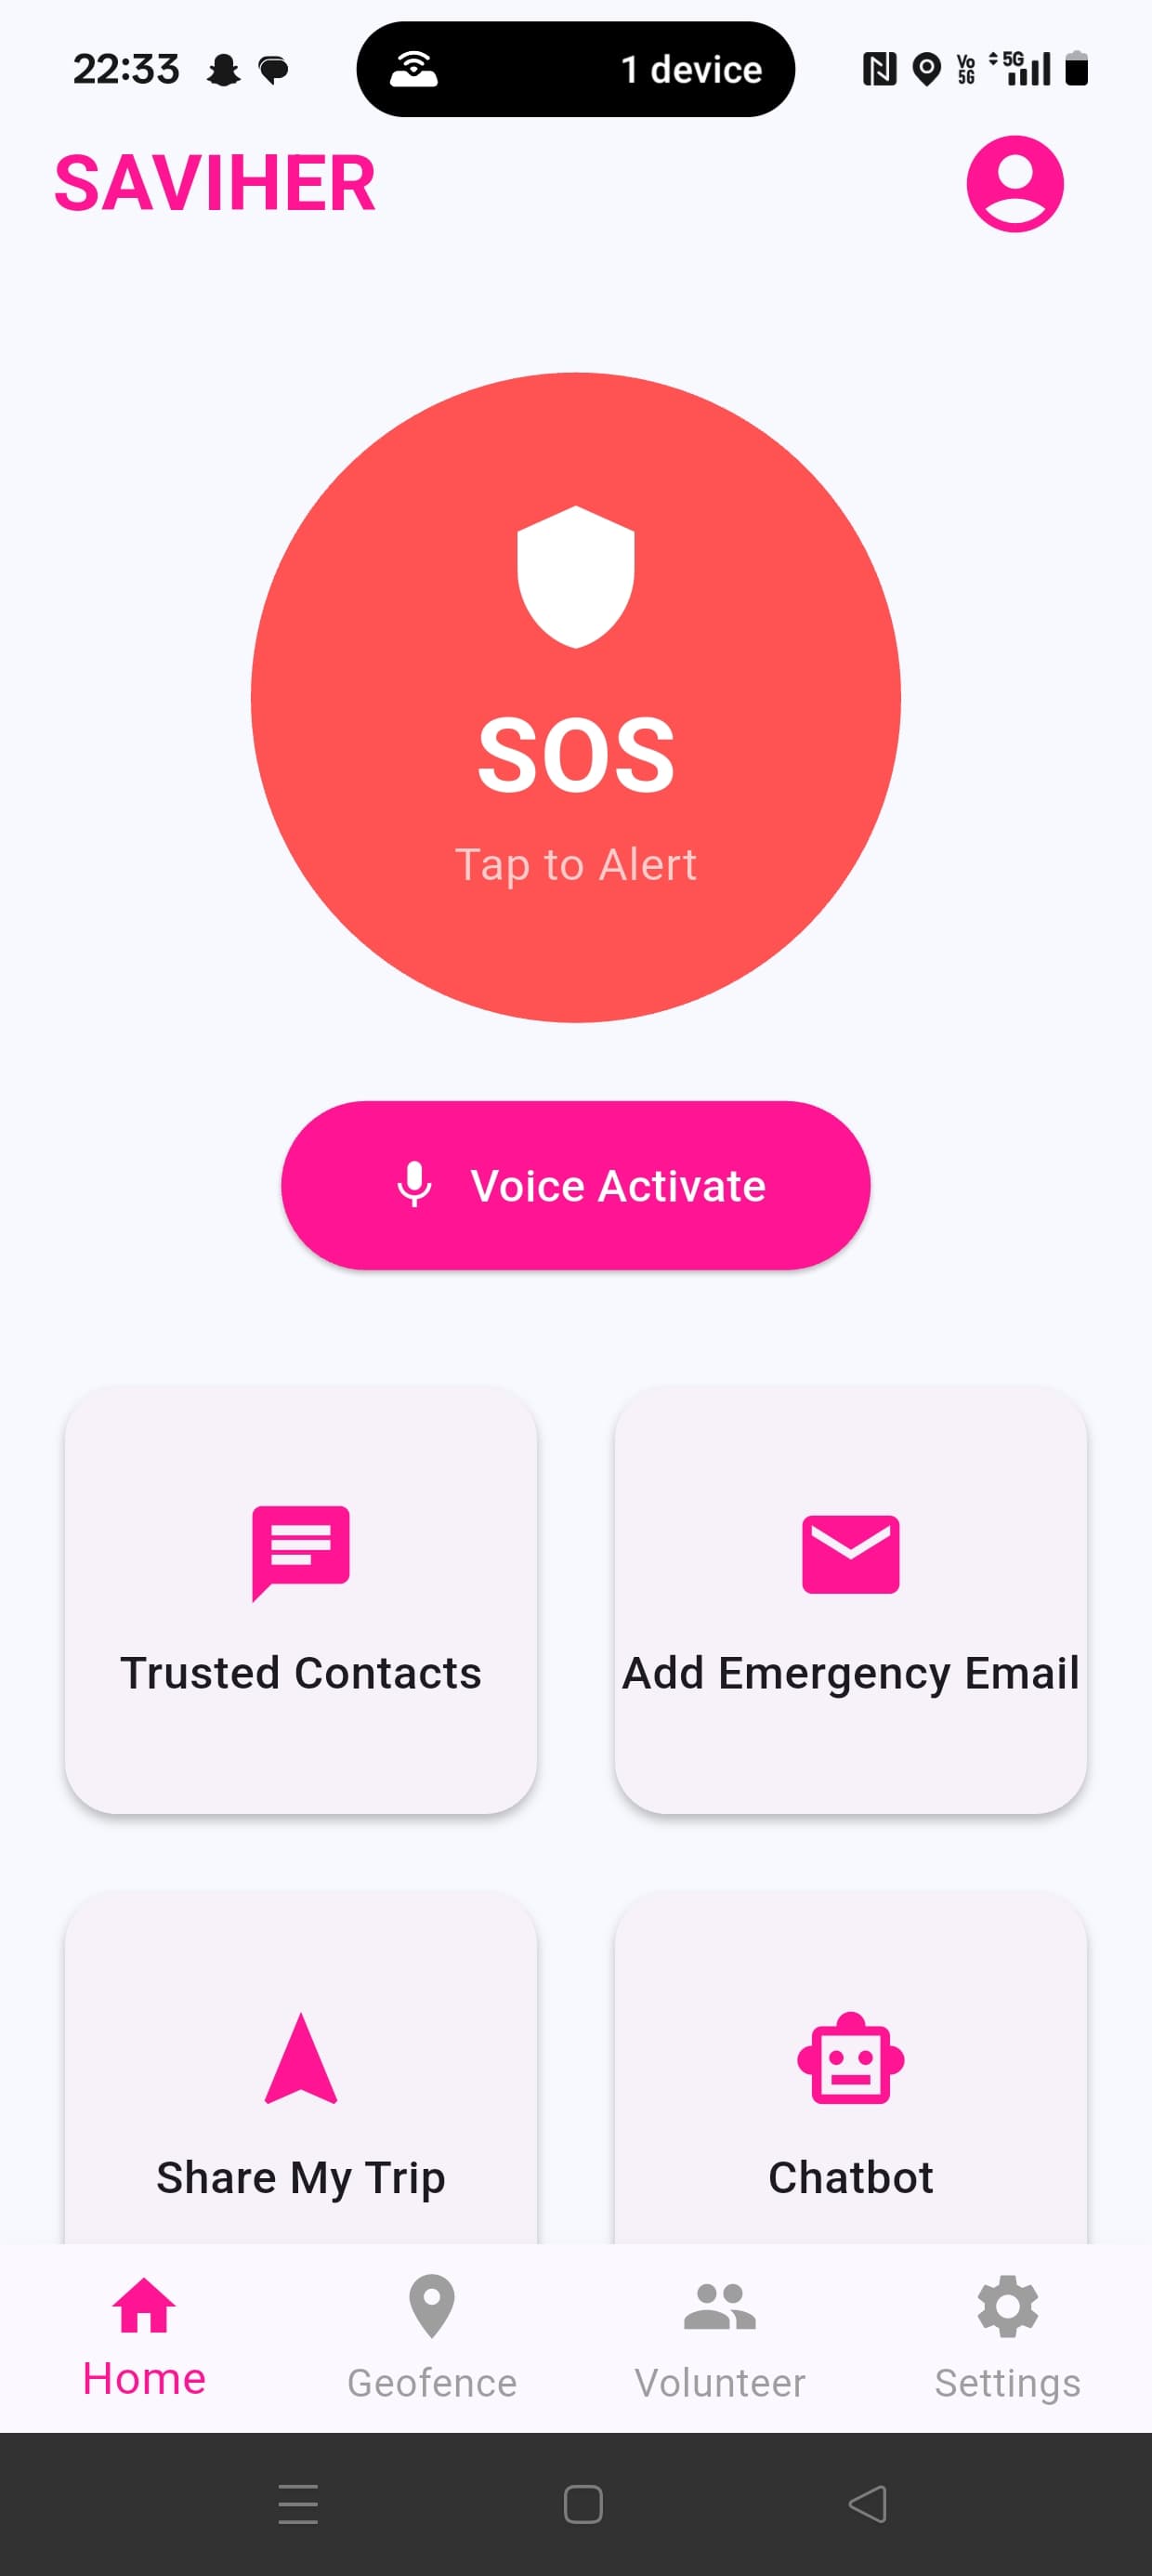 22:33
1 device
Vo
5G
5G
SAVIHER
SOS
Tap to Alert
Voice Activate
Trusted Contacts
Add Emergency Email
Share My Trip
Chatbot
Home
Geofence
Volunteer
Settings